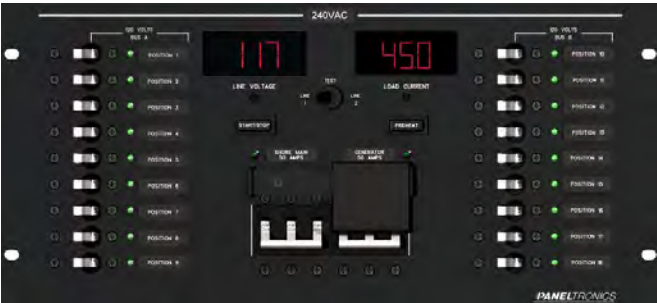 240VAC
120 VOLTS
BUS A
POSITION 1
POSITION 2
POSITION 3
POSITION 4
POSITION 5
POSITION 6
POSITION 7
POSITION 8
POSITION 9
117
LINE VOLTAGE
450
LOAD CURRENT
TEST
LINE 1
LINE 2
START/STOP
PREHEAT
SHORE MAIN
50 AMPS
GENERATOR
50 AMPS
120 VOLTS
BUS B
POSITION 10
POSITION 11
POSITION 12
POSITION 13
POSITION 14
POSITION 15
POSITION 16
POSITION 17
POSITION 18
PANELTRONICS